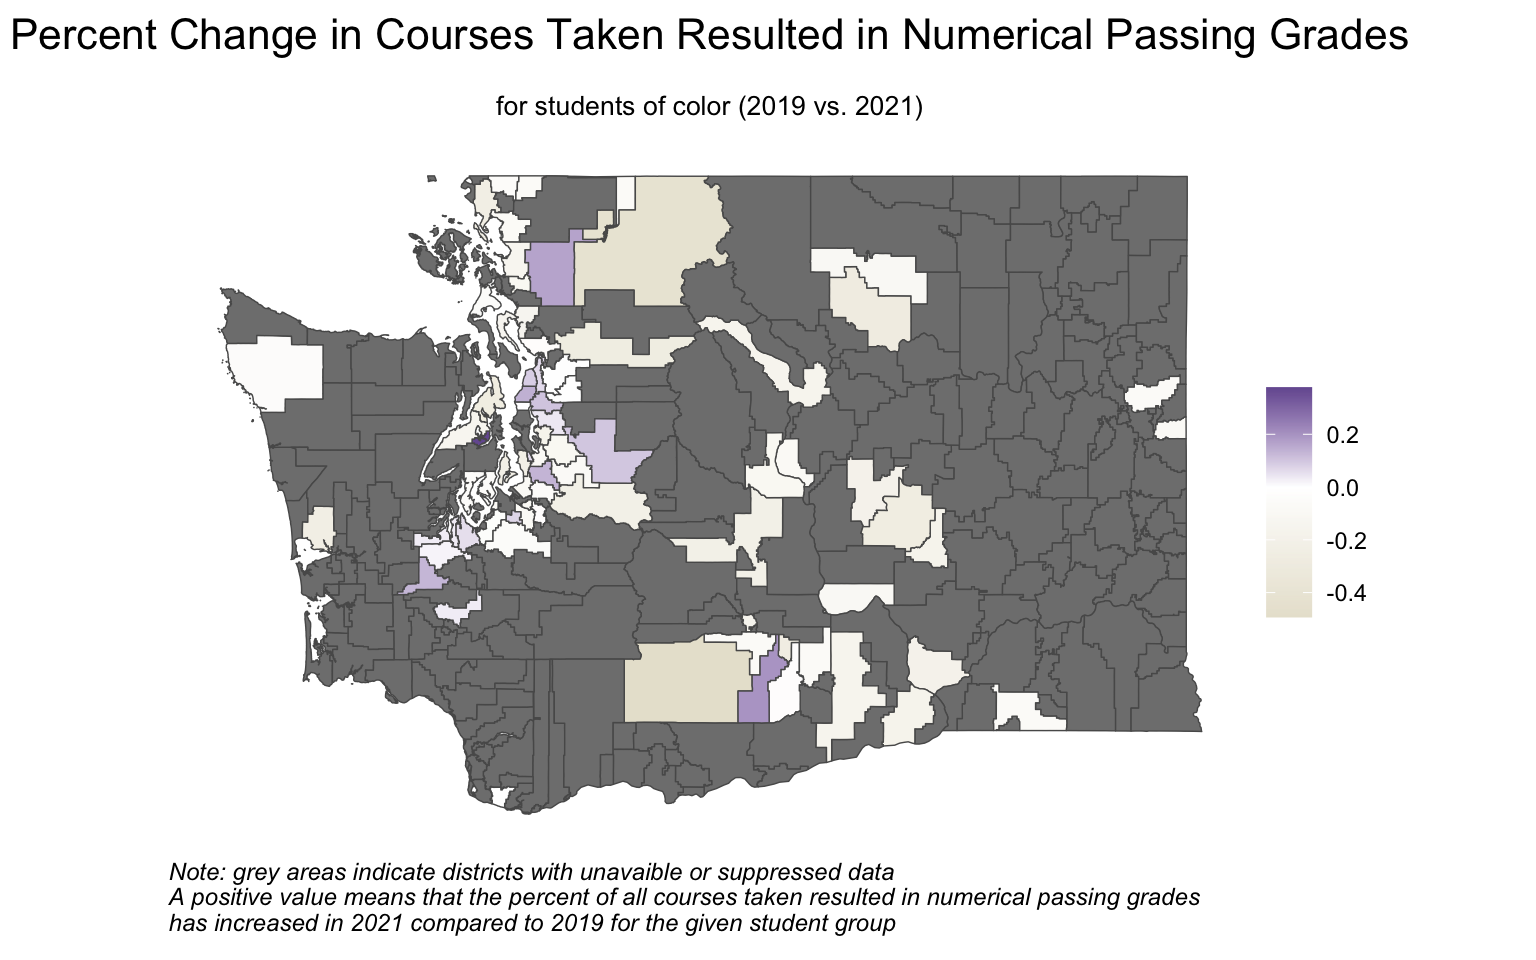 Percent Change in Courses Taken Resulted in Numerical Passing Grades
for students of color (2019 vs. 2021)
0.2
0.0
-0.2
-0.4
Note: grey areas indicate districts with unavaible or suppressed data
A positive value means that the percent of all courses taken resulted in numerical passing grades
has increased in 2021 compared to 2019 for the given student group